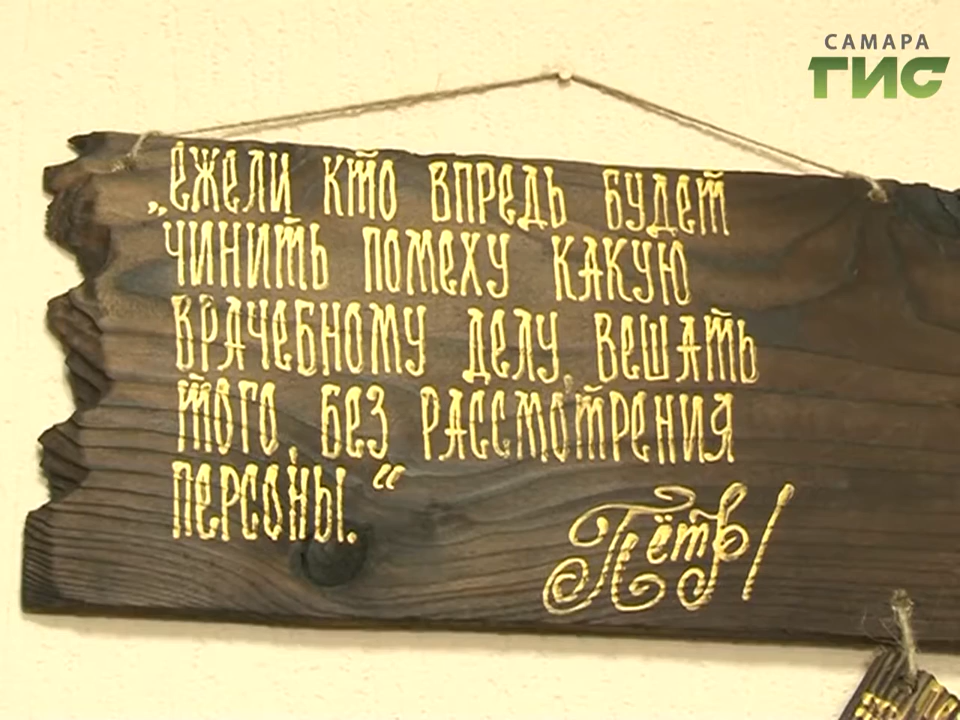 САМАРА
ГИС
„ЕЖЕЛИ КТО ВПРЕДЬ БУДЕТ
ЧИНИТЬ ПОМЕХУ КАКУЮ
ВРАЧЕБНОМУ ДЕЛУ, ВЕШАТЬ
ТОГО, БЕЗ РАССМОТРЕНИЯ
ПЕРСОНЫ.“
Пётр I